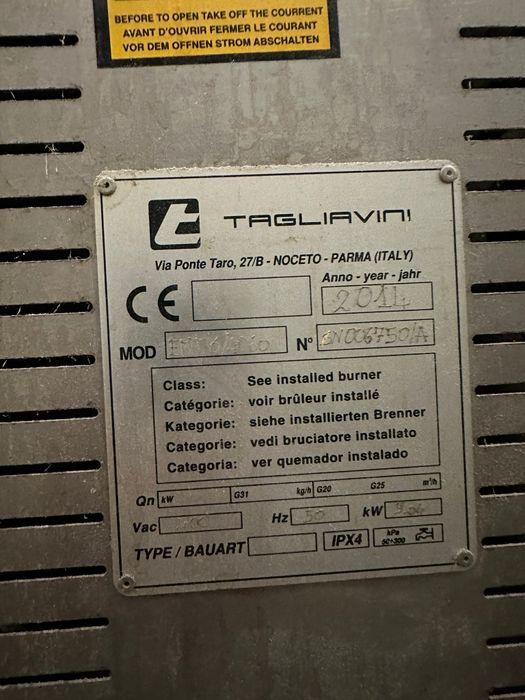 BEFORE TO OPEN TAKE OFF THE COURRENT
AVANT D'OUVRIR FERMER LE COURANT
VOR DEM OFFNEN STROM ABSCHALTEN
TAGLIAVINI
Via Ponte Taro, 27/B - NOCETO - PARMA (ITALY)
Anno - year - jahr
CE 2014
MOD N°
Class: See installed burner
Catégorie: voir brûleur installé
Kategorie: siehe installierten Brenner
Categorie: vedi bruciatore installato
Categoria: ver quemador instalado
Qn kW G31 kg/h G20 G25 m³/h
Vac Hz 50 kW
TYPE / BAUART IPX4 kPa
50÷300